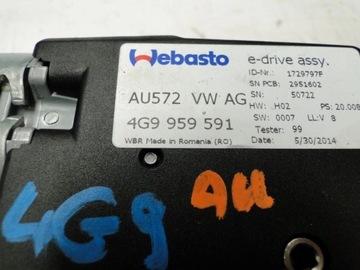 Webasto
e-drive assy.
ID-Nr.: 1729797F
SN PCB: 2951602
AU572 VW AG
SN: 50722
HW: H02 PS: 20.008
4G9 959 591
SW: 0007 LL:V 8
Tester: 99
WBR Made in Romania (RO)
Date: 5/30/2014
4G9 AU